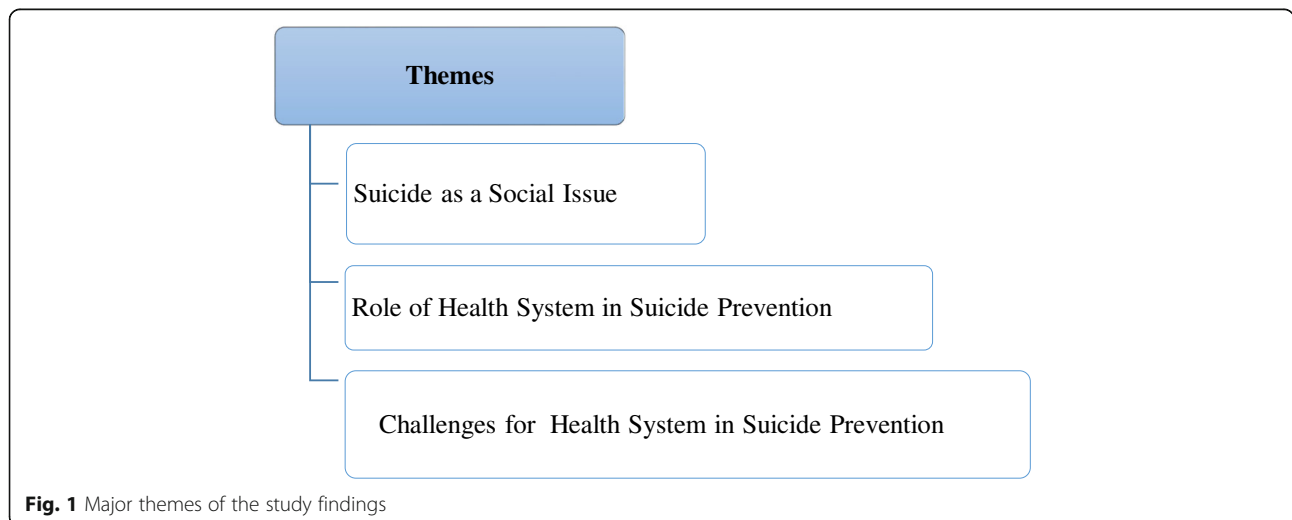 Themes
Suicide as a Social Issue
Role of Health System in Suicide Prevention
Challenges for Health System in Suicide Prevention
Fig. 1 Major themes of the study findings